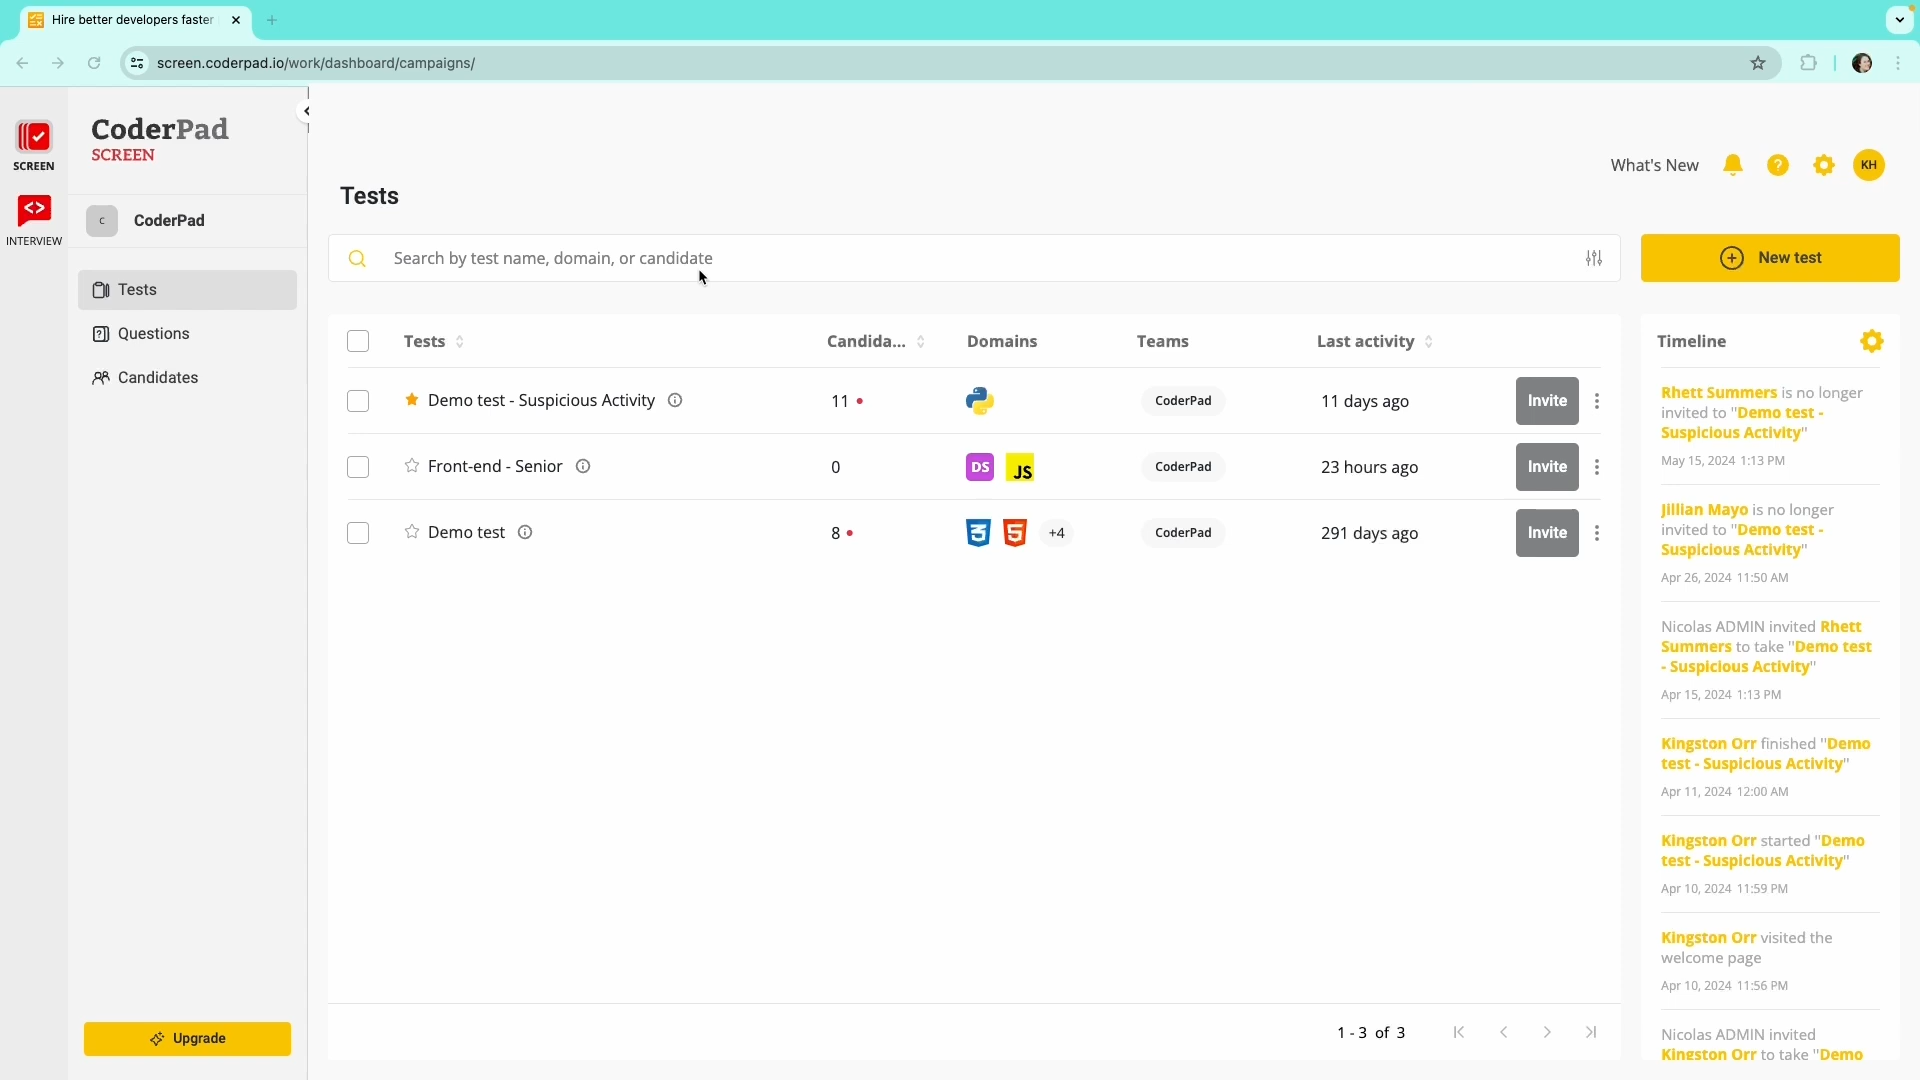 Hire better developers faster
screen.coderpad.io/work/dashboard/campaigns/
SCREEN
INTERVIEW
CoderPad
SCREEN
C
CoderPad
Tests
Questions
Candidates
Upgrade
What's New
?
KH
Tests
Search by test name, domain, or candidate
New test
Tests
Candida...
Domains
Teams
Last activity
Demo test - Suspicious Activity
11
CoderPad
11 days ago
Invite
Front-end - Senior
0
DS
JS
CoderPad
23 hours ago
Invite
Demo test
8
3
5
+4
CoderPad
291 days ago
Invite
1 - 3 of 3
Timeline
Rhett Summers is no longer
invited to "Demo test -
Suspicious Activity"
May 15, 2024 1:13 PM
Jillian Mayo is no longer
invited to "Demo test -
Suspicious Activity"
Apr 26, 2024 11:50 AM
Nicolas ADMIN invited Rhett
Summers to take "Demo test
- Suspicious Activity"
Apr 15, 2024 1:13 PM
Kingston Orr finished "Demo
test - Suspicious Activity"
Apr 11, 2024 12:00 AM
Kingston Orr started "Demo
test - Suspicious Activity"
Apr 10, 2024 11:59 PM
Kingston Orr visited the
welcome page
Apr 10, 2024 11:56 PM
Nicolas ADMIN invited
Kingston Orr to take "Demo